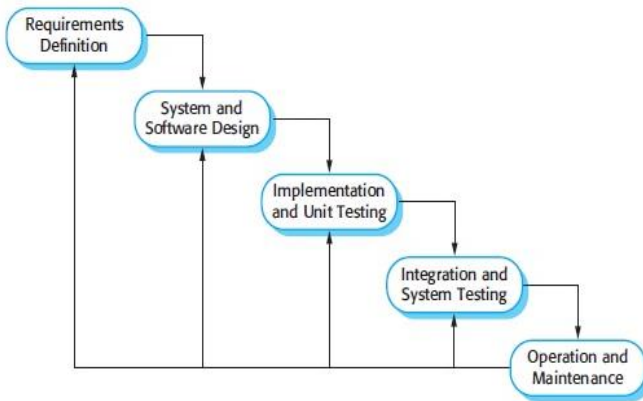 Requirements
Definition
System and
Software Design
Implementation
and Unit Testing
Integration and
System Testing
Operation and
Maintenance